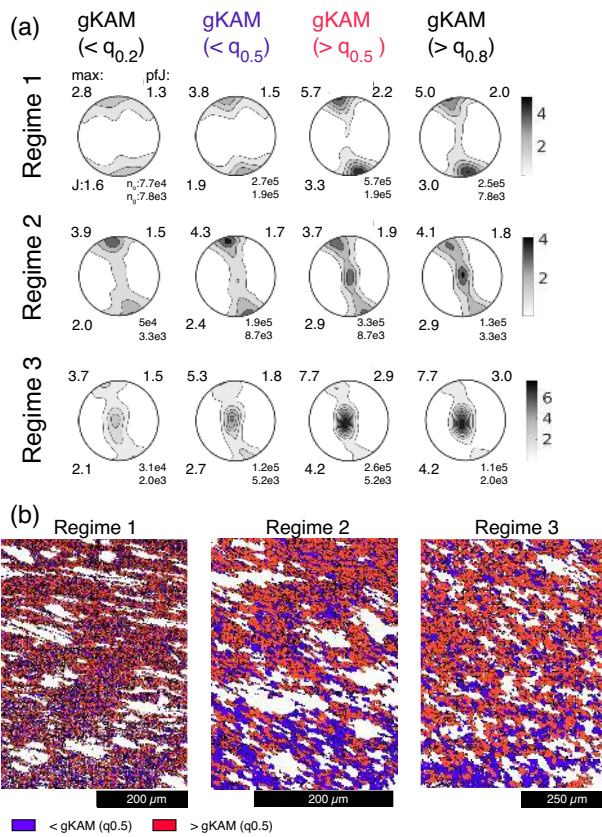 (a)
gKAM gKAM gKAM gKAM
(< q0.2) (< q0.5) (> q0.5) (> q0.8)
Regime 1
max: pfJ:
2.8 1.3 3.8 1.5 5.7 2.2 5.0 2.0
4
2
J:1.6 no:7.7e4 1.9 2.7e5 3.3 5.7e5 3.0 2.5e5
ng:7.8e3 1.9e5 1.9e5 7.8e3
Regime 2
3.9 1.5 4.3 1.7 3.7 1.9 4.1 1.8
4
2
2.0 5e4 2.4 1.9e5 2.9 3.3e5 2.9 1.3e5
3.3e3 8.7e3 8.7e3 3.3e3
Regime 3
3.7 1.5 5.3 1.8 7.7 2.9 7.7 3.0
6
4
2
2.1 3.1e4 2.7 1.2e5 4.2 2.6e5 4.2 1.1e5
2.0e3 5.2e3 5.2e3 2.0e3
(b)
Regime 1 Regime 2 Regime 3
200 µm 200 µm 250 µm
< gKAM (q0.5) > gKAM (q0.5)